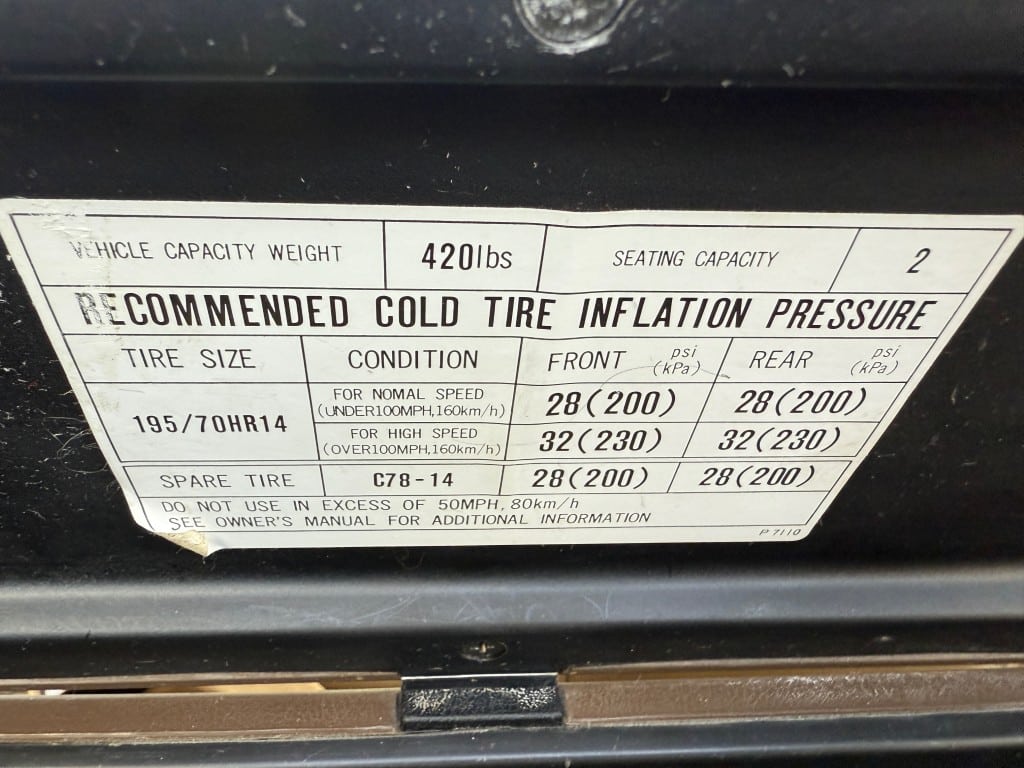 VEHICLE CAPACITY WEIGHT 420lbs SEATING CAPACITY 2
RECOMMENDED COLD TIRE INFLATION PRESSURE
TIRE SIZE CONDITION FRONT psi (kPa) REAR psi (kPa)
195/70HR14
FOR NOMAL SPEED (UNDER100MPH,160km/h) 28(200) 28(200)
FOR HIGH SPEED (OVER100MPH,160km/h) 32(230) 32(230)
SPARE TIRE C78-14 28(200) 28(200)
DO NOT USE IN EXCESS OF 50MPH, 80km/h
SEE OWNER'S MANUAL FOR ADDITIONAL INFORMATION
P7110